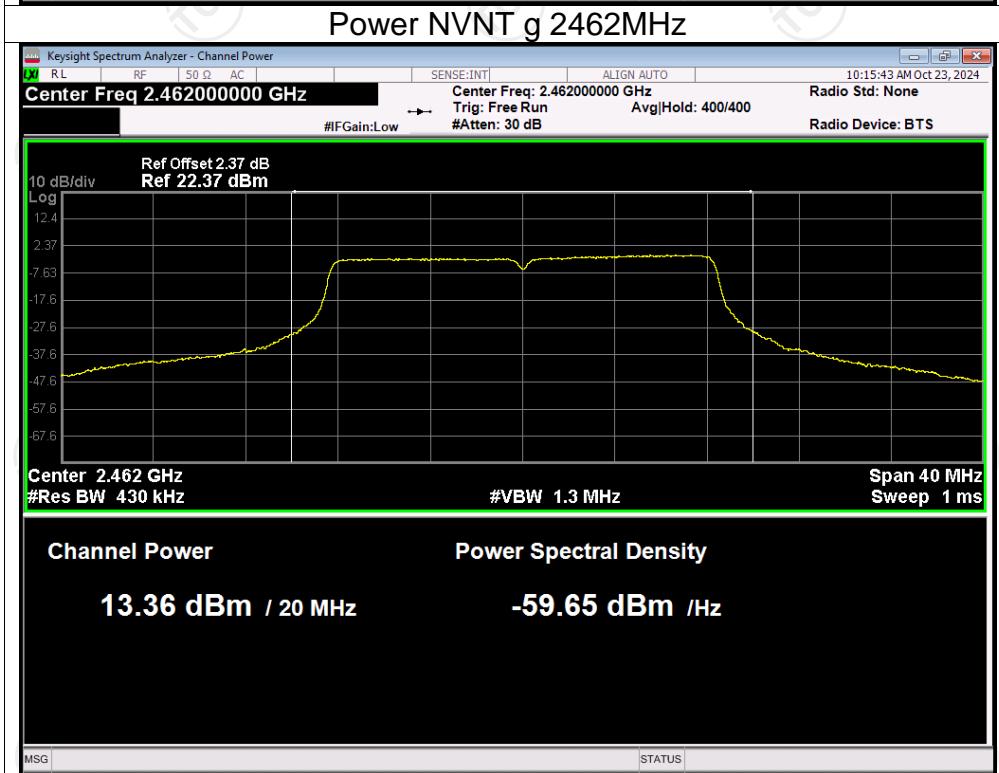 Power NVNT g 2462MHz
Keysight Spectrum Analyzer - Channel Power
LXI RL RF 50 Ω AC SENSE:INT ALIGN AUTO 10:15:43 AM Oct 23, 2024
Center Freq 2.462000000 GHz Center Freq: 2.462000000 GHz Radio Std: None
Trig: Free Run Avg|Hold: 400/400
#IFGain:Low #Atten: 30 dB Radio Device: BTS
Ref Offset 2.37 dB
10 dB/div Ref 22.37 dBm
Log
12.4
2.37
-7.63
-17.6
-27.6
-37.6
-47.6
-57.6
-67.6
Center 2.462 GHz Span 40 MHz
#Res BW 430 kHz #VBW 1.3 MHz Sweep 1 ms
Channel Power Power Spectral Density
13.36 dBm / 20 MHz -59.65 dBm /Hz
MSG STATUS